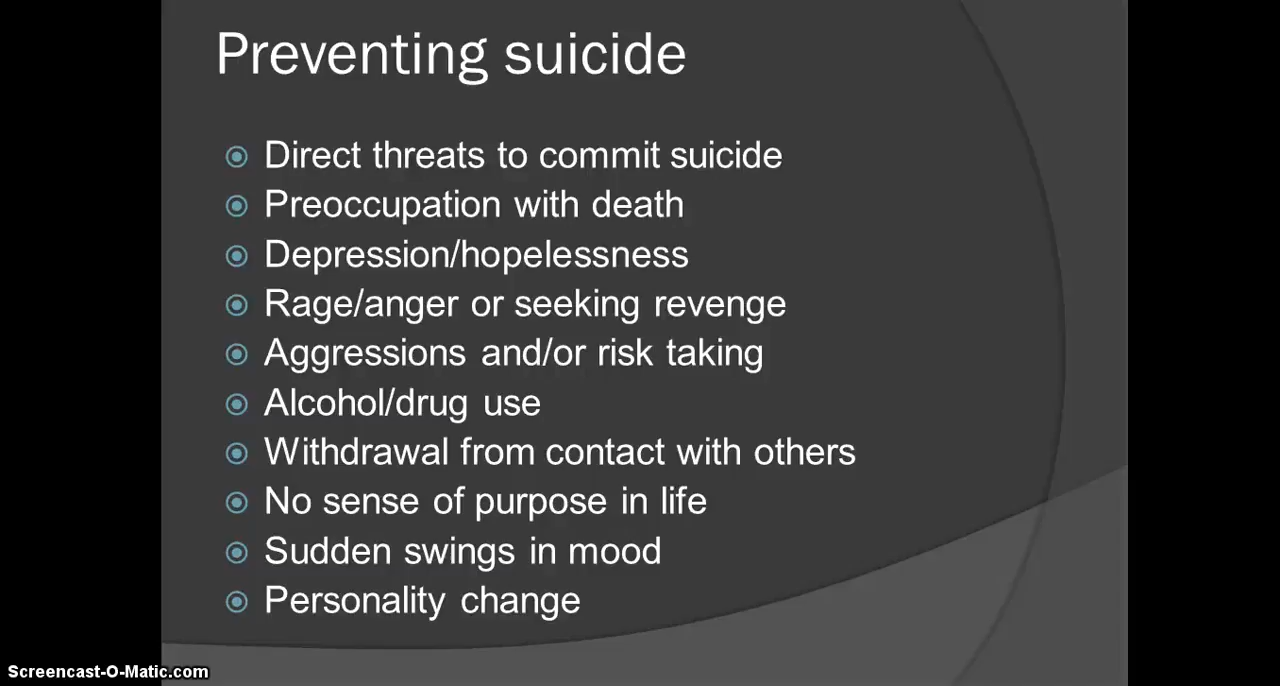 Preventing suicide
Direct threats to commit suicide
Preoccupation with death
Depression/hopelessness
Rage/anger or seeking revenge
Aggressions and/or risk taking
Alcohol/drug use
Withdrawal from contact with others
No sense of purpose in life
Sudden swings in mood
Personality change
Screencast-O-Matic.com